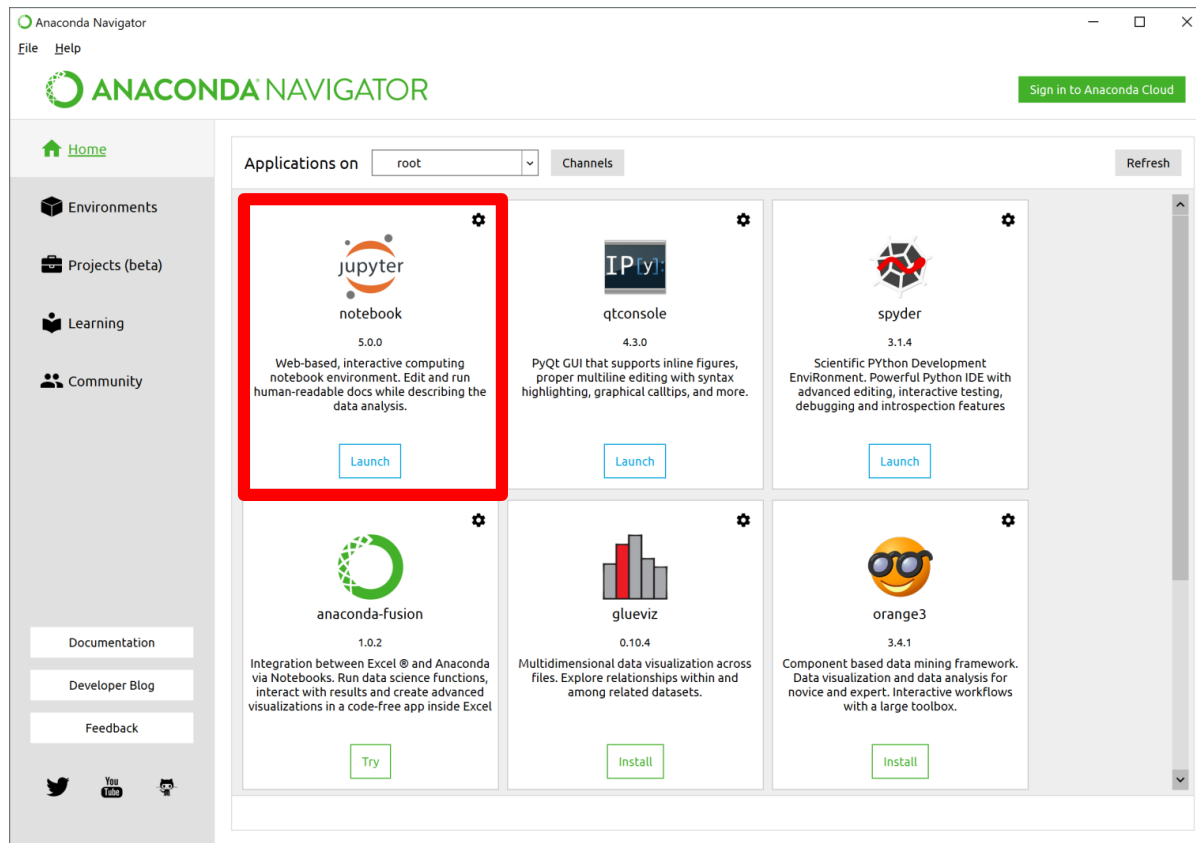 Anaconda Navigator
File Help
ANACONDA NAVIGATOR
Sign in to Anaconda Cloud
Home
Environments
Projects (beta)
Learning
Community
Documentation
Developer Blog
Feedback
You
Tube
Applications on root Channels Refresh
jupyter
notebook
5.0.0
Web-based, interactive computing
notebook environment. Edit and run
human-readable docs while describing the
data analysis.
Launch
IP[y]:
qtconsole
4.3.0
PyQt GUI that supports inline figures,
proper multiline editing with syntax
highlighting, graphical calltips, and more.
Launch
spyder
3.1.4
Scientific PYthon Development
EnviRonment. Powerful Python IDE with
advanced editing, interactive testing,
debugging and introspection features
Launch
anaconda-fusion
1.0.2
Integration between Excel ® and Anaconda
via Notebooks. Run data science functions,
interact with results and create advanced
visualizations in a code-free app inside Excel
Try
glueviz
0.10.4
Multidimensional data visualization across
files. Explore relationships within and
among related datasets.
Install
orange3
3.4.1
Component based data mining framework.
Data visualization and data analysis for
novice and expert. Interactive workflows
with a large toolbox.
Install